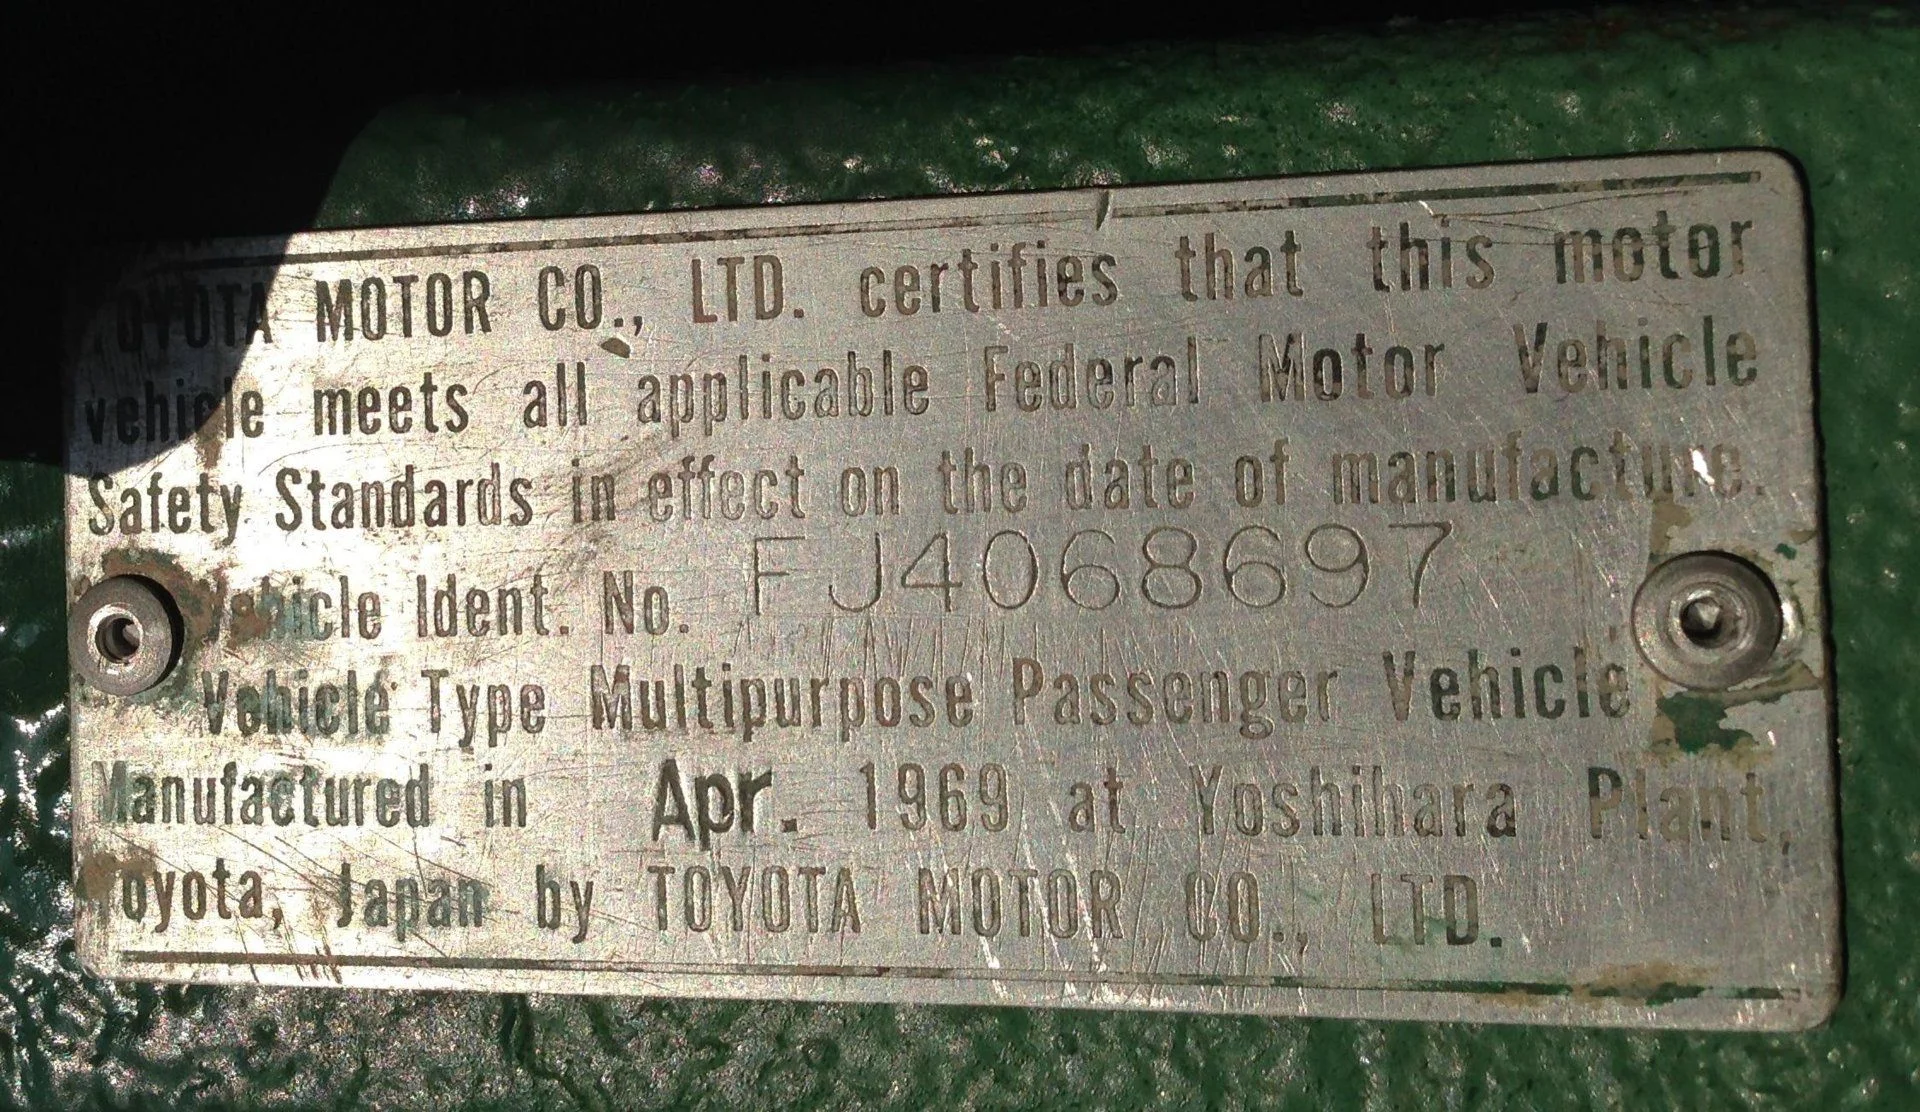 TOYOTA MOTOR CO., LTD. certifies that this motor
vehicle meets all applicable Federal Motor Vehicle
Safety Standards in effect on the date of manufacture.
Vehicle Ident. No. FJ4068697
Vehicle Type Multipurpose Passenger Vehicle
Manufactured in Apr. 1969 at Yoshihara Plant,
Toyota, Japan by TOYOTA MOTOR CO., LTD.